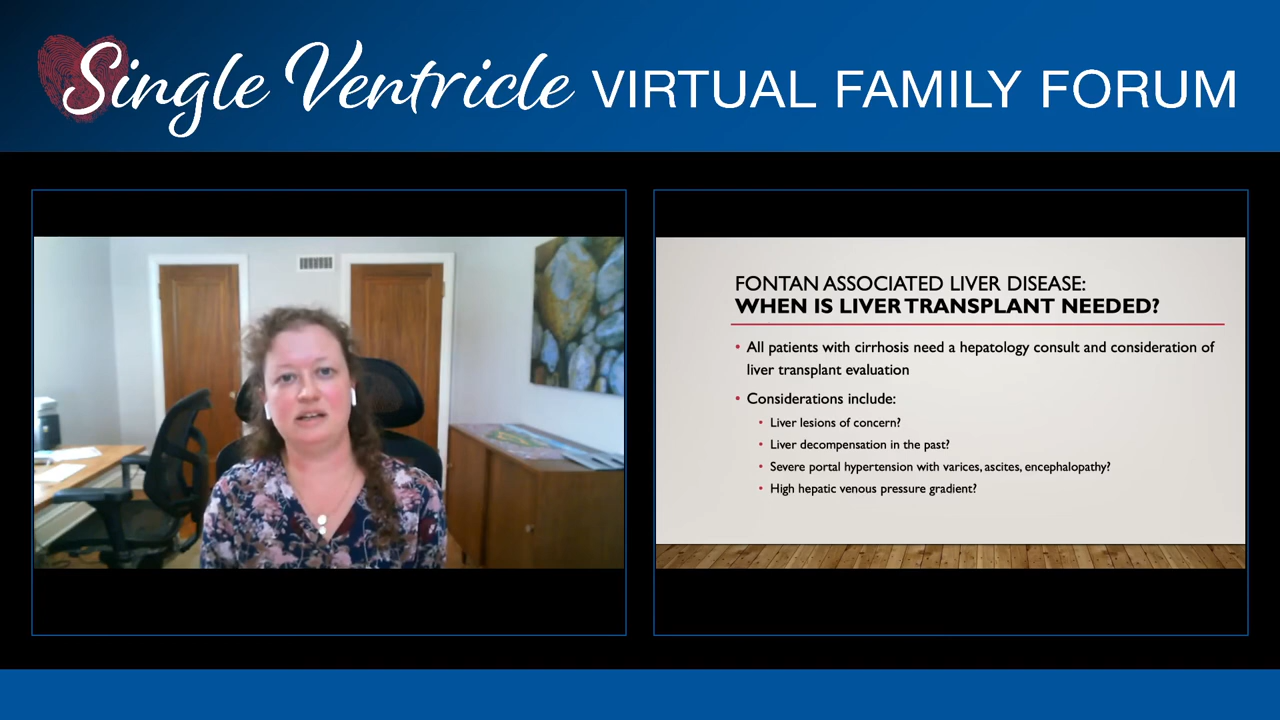 Single Ventricle VIRTUAL FAMILY FORUM
FONTAN ASSOCIATED LIVER DISEASE:
WHEN IS LIVER TRANSPLANT NEEDED?
• All patients with cirrhosis need a hepatology consult and consideration of
liver transplant evaluation
• Considerations include:
• Liver lesions of concern?
• Liver decompensation in the past?
• Severe portal hypertension with varices, ascites, encephalopathy?
• High hepatic venous pressure gradient?